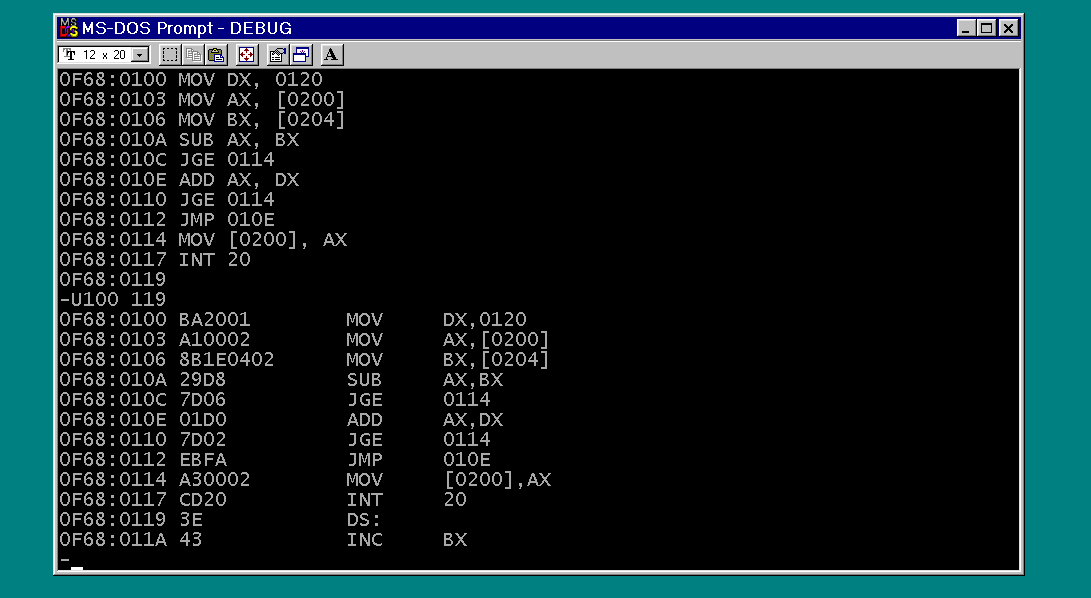 MS-DOS Prompt - DEBUG
12 x 20 A
0F68:0100 MOV DX, 0120
0F68:0103 MOV AX, [0200]
0F68:0106 MOV BX, [0204]
0F68:010A SUB AX, BX
0F68:010C JGE 0114
0F68:010E ADD AX, DX
0F68:0110 JGE 0114
0F68:0112 JMP 010E
0F68:0114 MOV [0200], AX
0F68:0117 INT 20
0F68:0119
-U100 119
0F68:0100 BA2001 MOV DX,0120
0F68:0103 A10002 MOV AX,[0200]
0F68:0106 8B1E0402 MOV BX,[0204]
0F68:010A 29D8 SUB AX,BX
0F68:010C 7D06 JGE 0114
0F68:010E 01D0 ADD AX,DX
0F68:0110 7D02 JGE 0114
0F68:0112 EBFA JMP 010E
0F68:0114 A30002 MOV [0200],AX
0F68:0117 CD20 INT 20
0F68:0119 3E DS:
0F68:011A 43 INC BX
-_